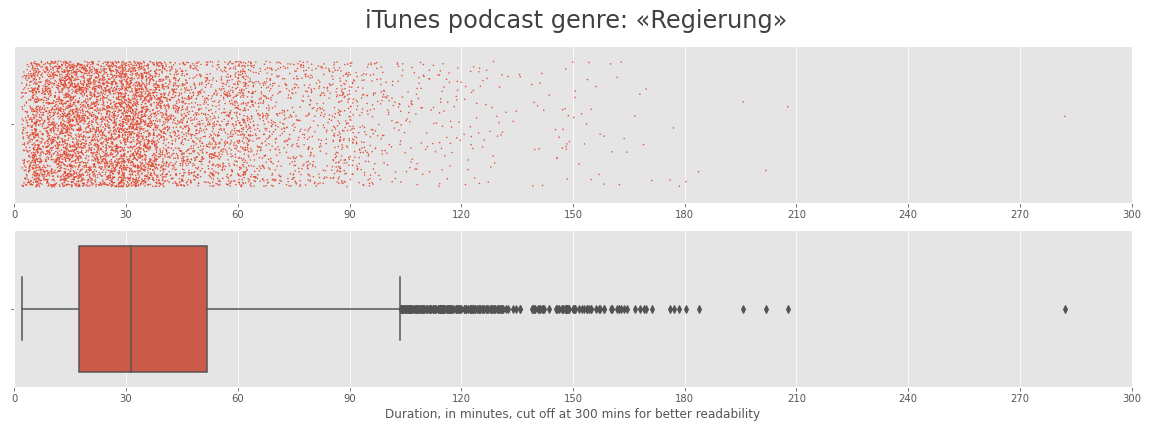 iTunes podcast genre: «Regierung»
0 30 60 90 120 150 180 210 240 270 300
0 30 60 90 120 150 180 210 240 270 300
Duration, in minutes, cut off at 300 mins for better readability